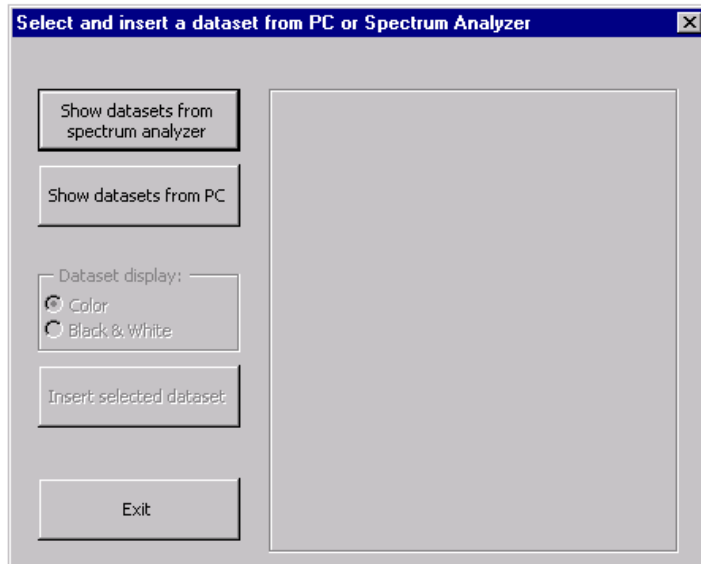 Select and insert a dataset from PC or Spectrum Analyzer
Show datasets from
spectrum analyzer
Show datasets from PC
Dataset display:
Color
Black & White
Insert selected dataset
Exit